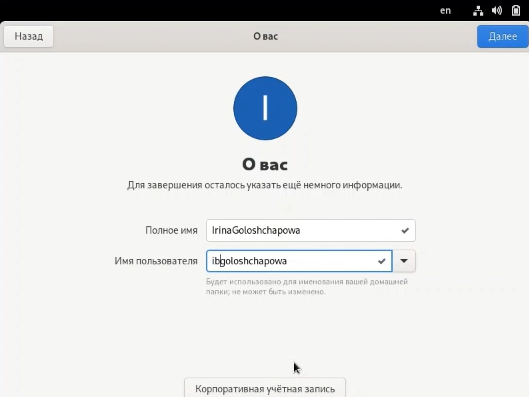 en
Назад
О вас
Далее
I
О вас
Для завершения осталось указать ещё немного информации.
Полное имя
IrinaGoloshchapowa
Имя пользователя
ibgoloshchapowa
Будет использовано для именования вашей домашней
папки; не может быть изменено.
Корпоративная учётная запись